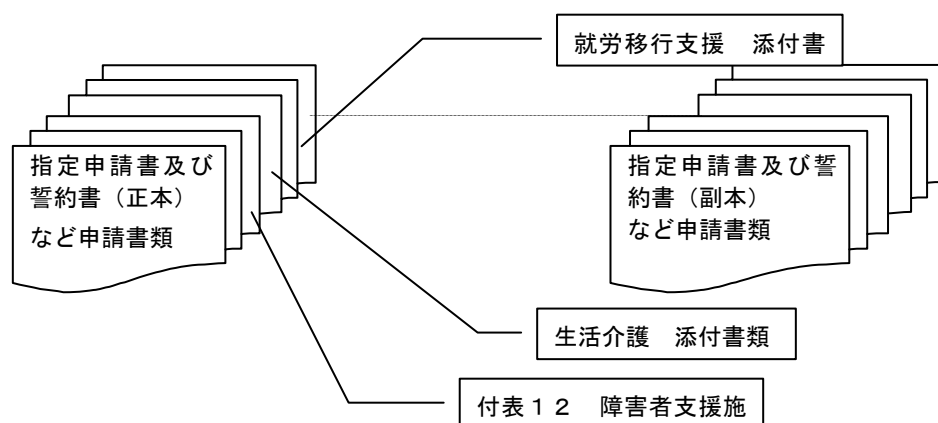 就労移行支援　添付書
指定申請書及び
誓約書（正本）
など申請書類
指定申請書及び誓
約書（副本）
など申請書類
生活介護　添付書類
付表１２　障害者支援施